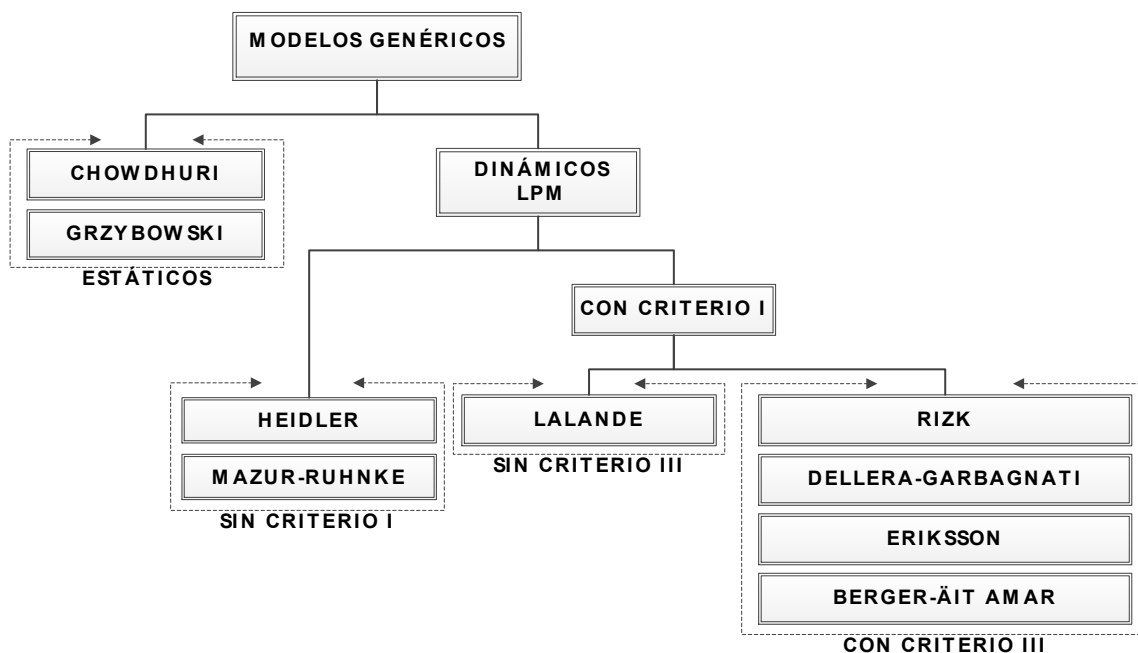 MODELOS GENÉRICOS
CHOWDHURI
GRZYBOWSKI
ESTÁTICOS
DINÁMICOS
LPM
CON CRITERIO I
HEIDLER
MAZUR-RUHNKE
SIN CRITERIO I
LALANDE
SIN CRITERIO III
RIZK
DELLERA-GARBAGNATI
ERIKSSON
BERGER-ÄIT AMAR
CON CRITERIO III